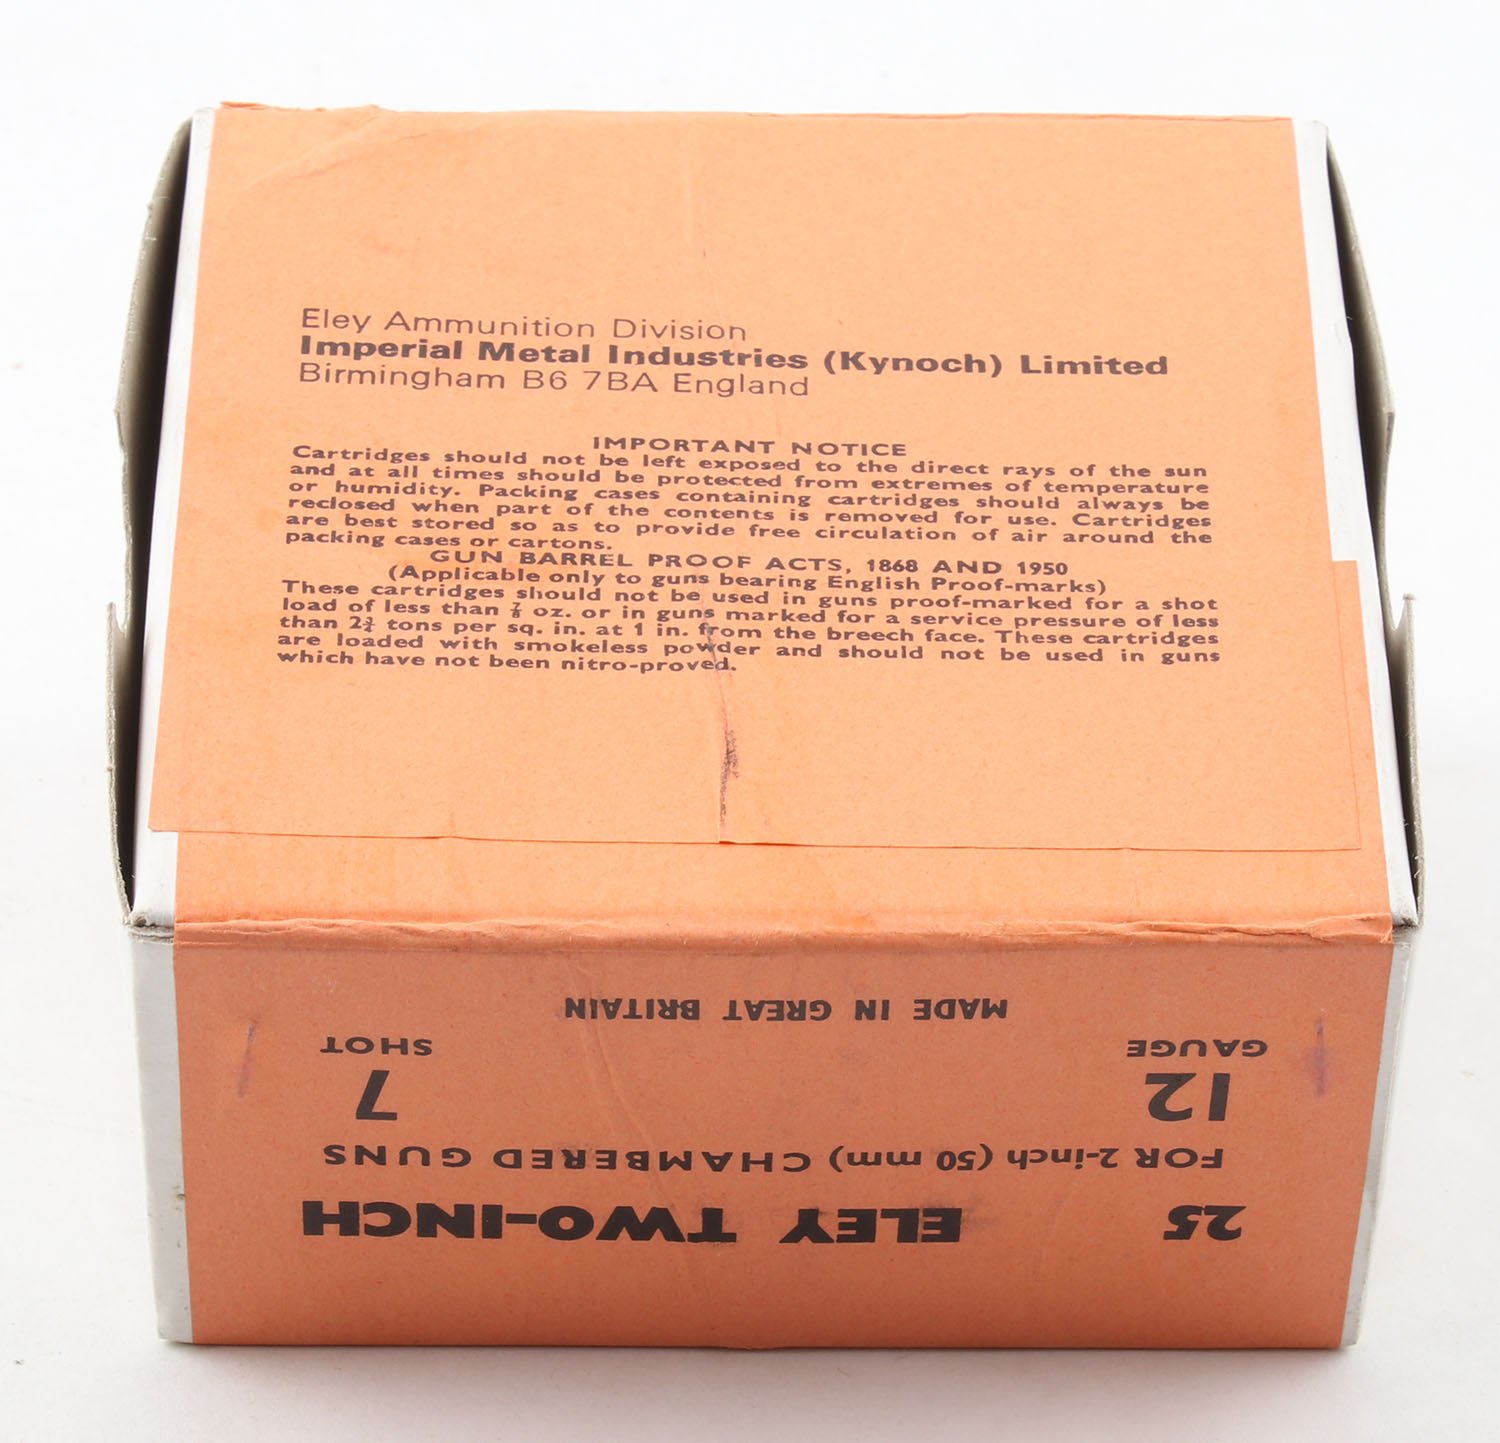 Eley Ammunition Division
Imperial Metal Industries (Kynoch) Limited
Birmingham B6 7BA England
IMPORTANT NOTICE
Cartridges should not be left exposed to the direct rays of the sun
and at all times should be protected from extremes of temperature
or humidity. Packing cases containing cartridges should always be
reclosed when part of the contents is removed for use. Cartridges
are best stored so as to provide free circulation of air around the
packing cases or cartons.
GUN BARREL PROOF ACTS, 1868 AND 1950
(Applicable only to guns bearing English Proof-marks)
These cartridges should not be used in guns proof-marked for a shot
load of less than ⅞ oz. or in guns marked for a service pressure of less
than 2¾ tons per sq. in. at 1 in. from the breech face. These cartridges
are loaded with smokeless powder and should not be used in guns
which have not been nitro-proved.
25 ELEY TWO-INCH
FOR 2-inch (50 mm) CHAMBERED GUNS
12 7
GAUGE SHOT
MADE IN GREAT BRITAIN